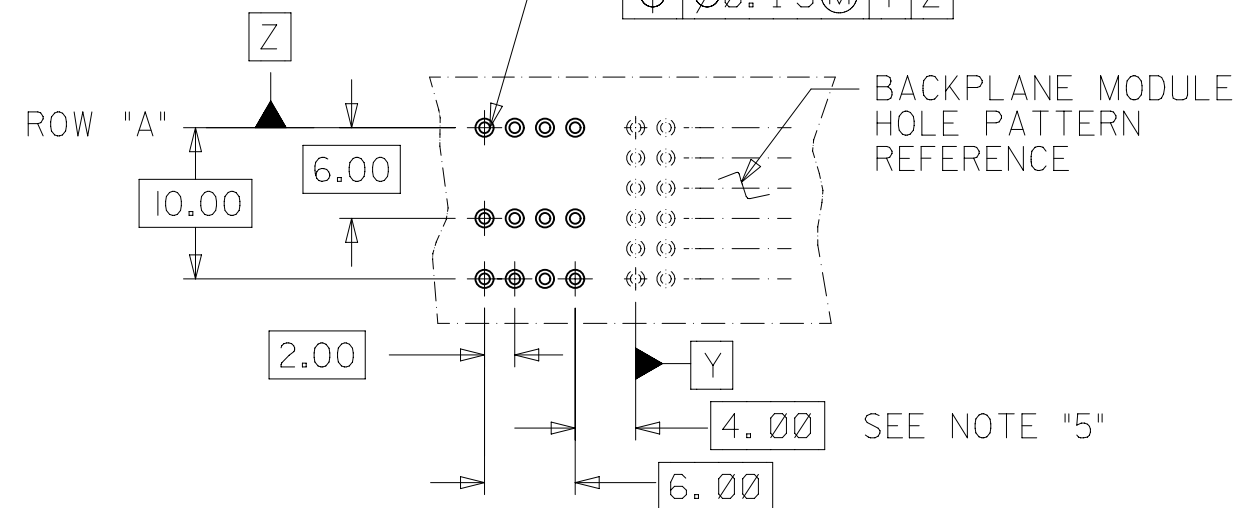 Z
ROW "A"
BACKPLANE MODULE
HOLE PATTERN
REFERENCE
6.00
10.00
2.00
Y
4.00 SEE NOTE "5"
6.00